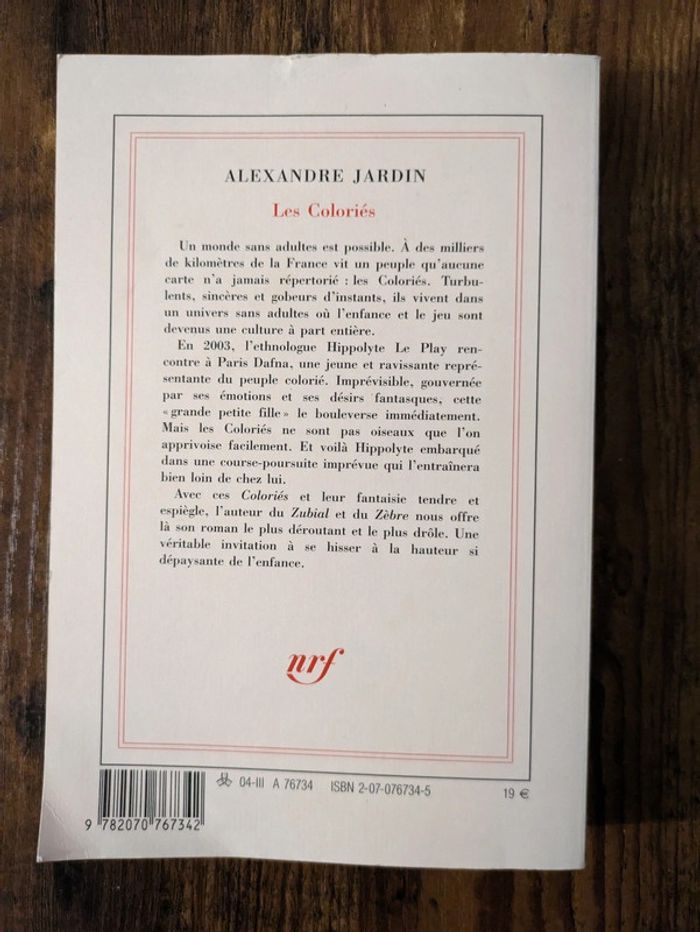 ALEXANDRE JARDIN
Les Coloriés
Un monde sans adultes est possible. À des milliers
de kilomètres de la France vit un peuple qu'aucune
carte n'a jamais répertorié : les Coloriés. Turbu-
lents, sincères et gobeurs d'instants, ils vivent dans
un univers sans adultes où l'enfance et le jeu sont
devenus une culture à part entière.
En 2003, l'ethnologue Hippolyte Le Play ren-
contre à Paris Dafna, une jeune et ravissante repré-
sentante du peuple colorié. Imprévisible, gouvernée
par ses émotions et ses désirs fantasques, cette
« grande petite fille » le bouleverse immédiatement.
Mais les Coloriés ne sont pas oiseaux que l'on
apprivoise facilement. Et voilà Hippolyte embarqué
dans une course-poursuite imprévue qui l'entraînera
bien loin de chez lui.
Avec ces Coloriés et leur fantaisie tendre et
espiègle, l'auteur du Zubial et du Zèbre nous offre
là son roman le plus déroutant et le plus drôle. Une
véritable invitation à se hisser à la hauteur si
dépaysante de l'enfance.
nrf
04-III A 76734 ISBN 2-07-076734-5 19 €
9 782070 767342